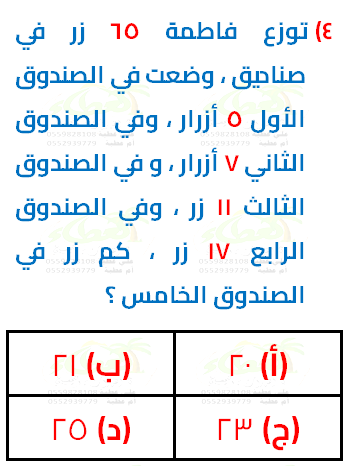 ٤) توزع فاطمة ٦٥ زر في
صناديق ، وضعت في الصندوق
الأول ٥ أزرار ، وفي الصندوق
الثاني ٧ أزرار ، و في الصندوق
الثالث ١١ زر ، وفي الصندوق
الرابع ١٧ زر ، كم زر في
الصندوق الخامس ؟
(أ) ٢٠ (ب) ٢١
(ج) ٢٣ (د) ٢٥